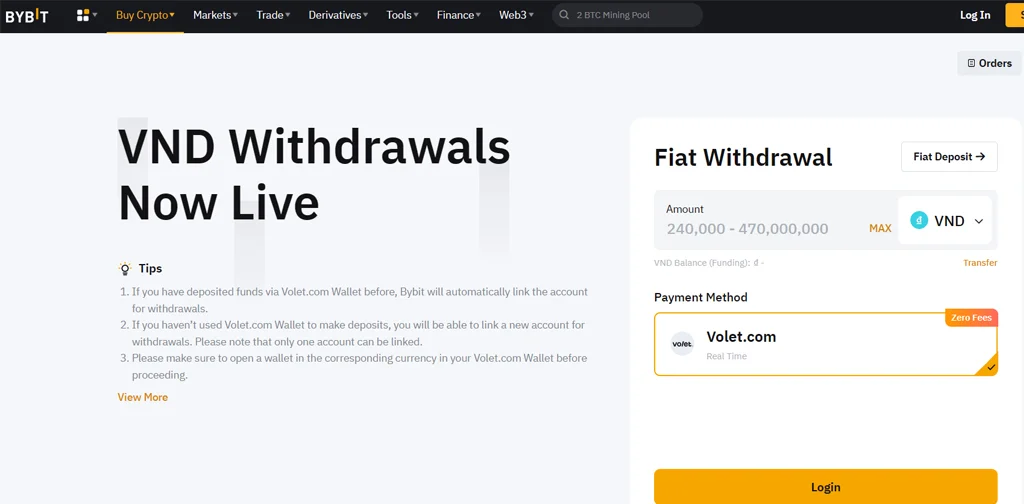 BYBIT
Buy Crypto
Markets
Trade
Derivatives
Tools
Finance
Web3
2 BTC Mining Pool
Log In
S
Orders
VND Withdrawals
Now Live
Tips
1. If you have deposited funds via Volet.com Wallet before, Bybit will automatically link the account
for withdrawals.
2. If you haven’t used Volet.com Wallet to make deposits, you will be able to link a new account for
withdrawals. Please note that only one account can be linked.
3. Please make sure to open a wallet in the corresponding currency in your Volet.com Wallet before
proceeding.
View More
Fiat Withdrawal
Fiat Deposit →
Amount
240,000 - 470,000,000
MAX
đ
VND
VND Balance (Funding): đ -
Transfer
Payment Method
Zero Fees
volet.
Volet.com
Real Time
Login